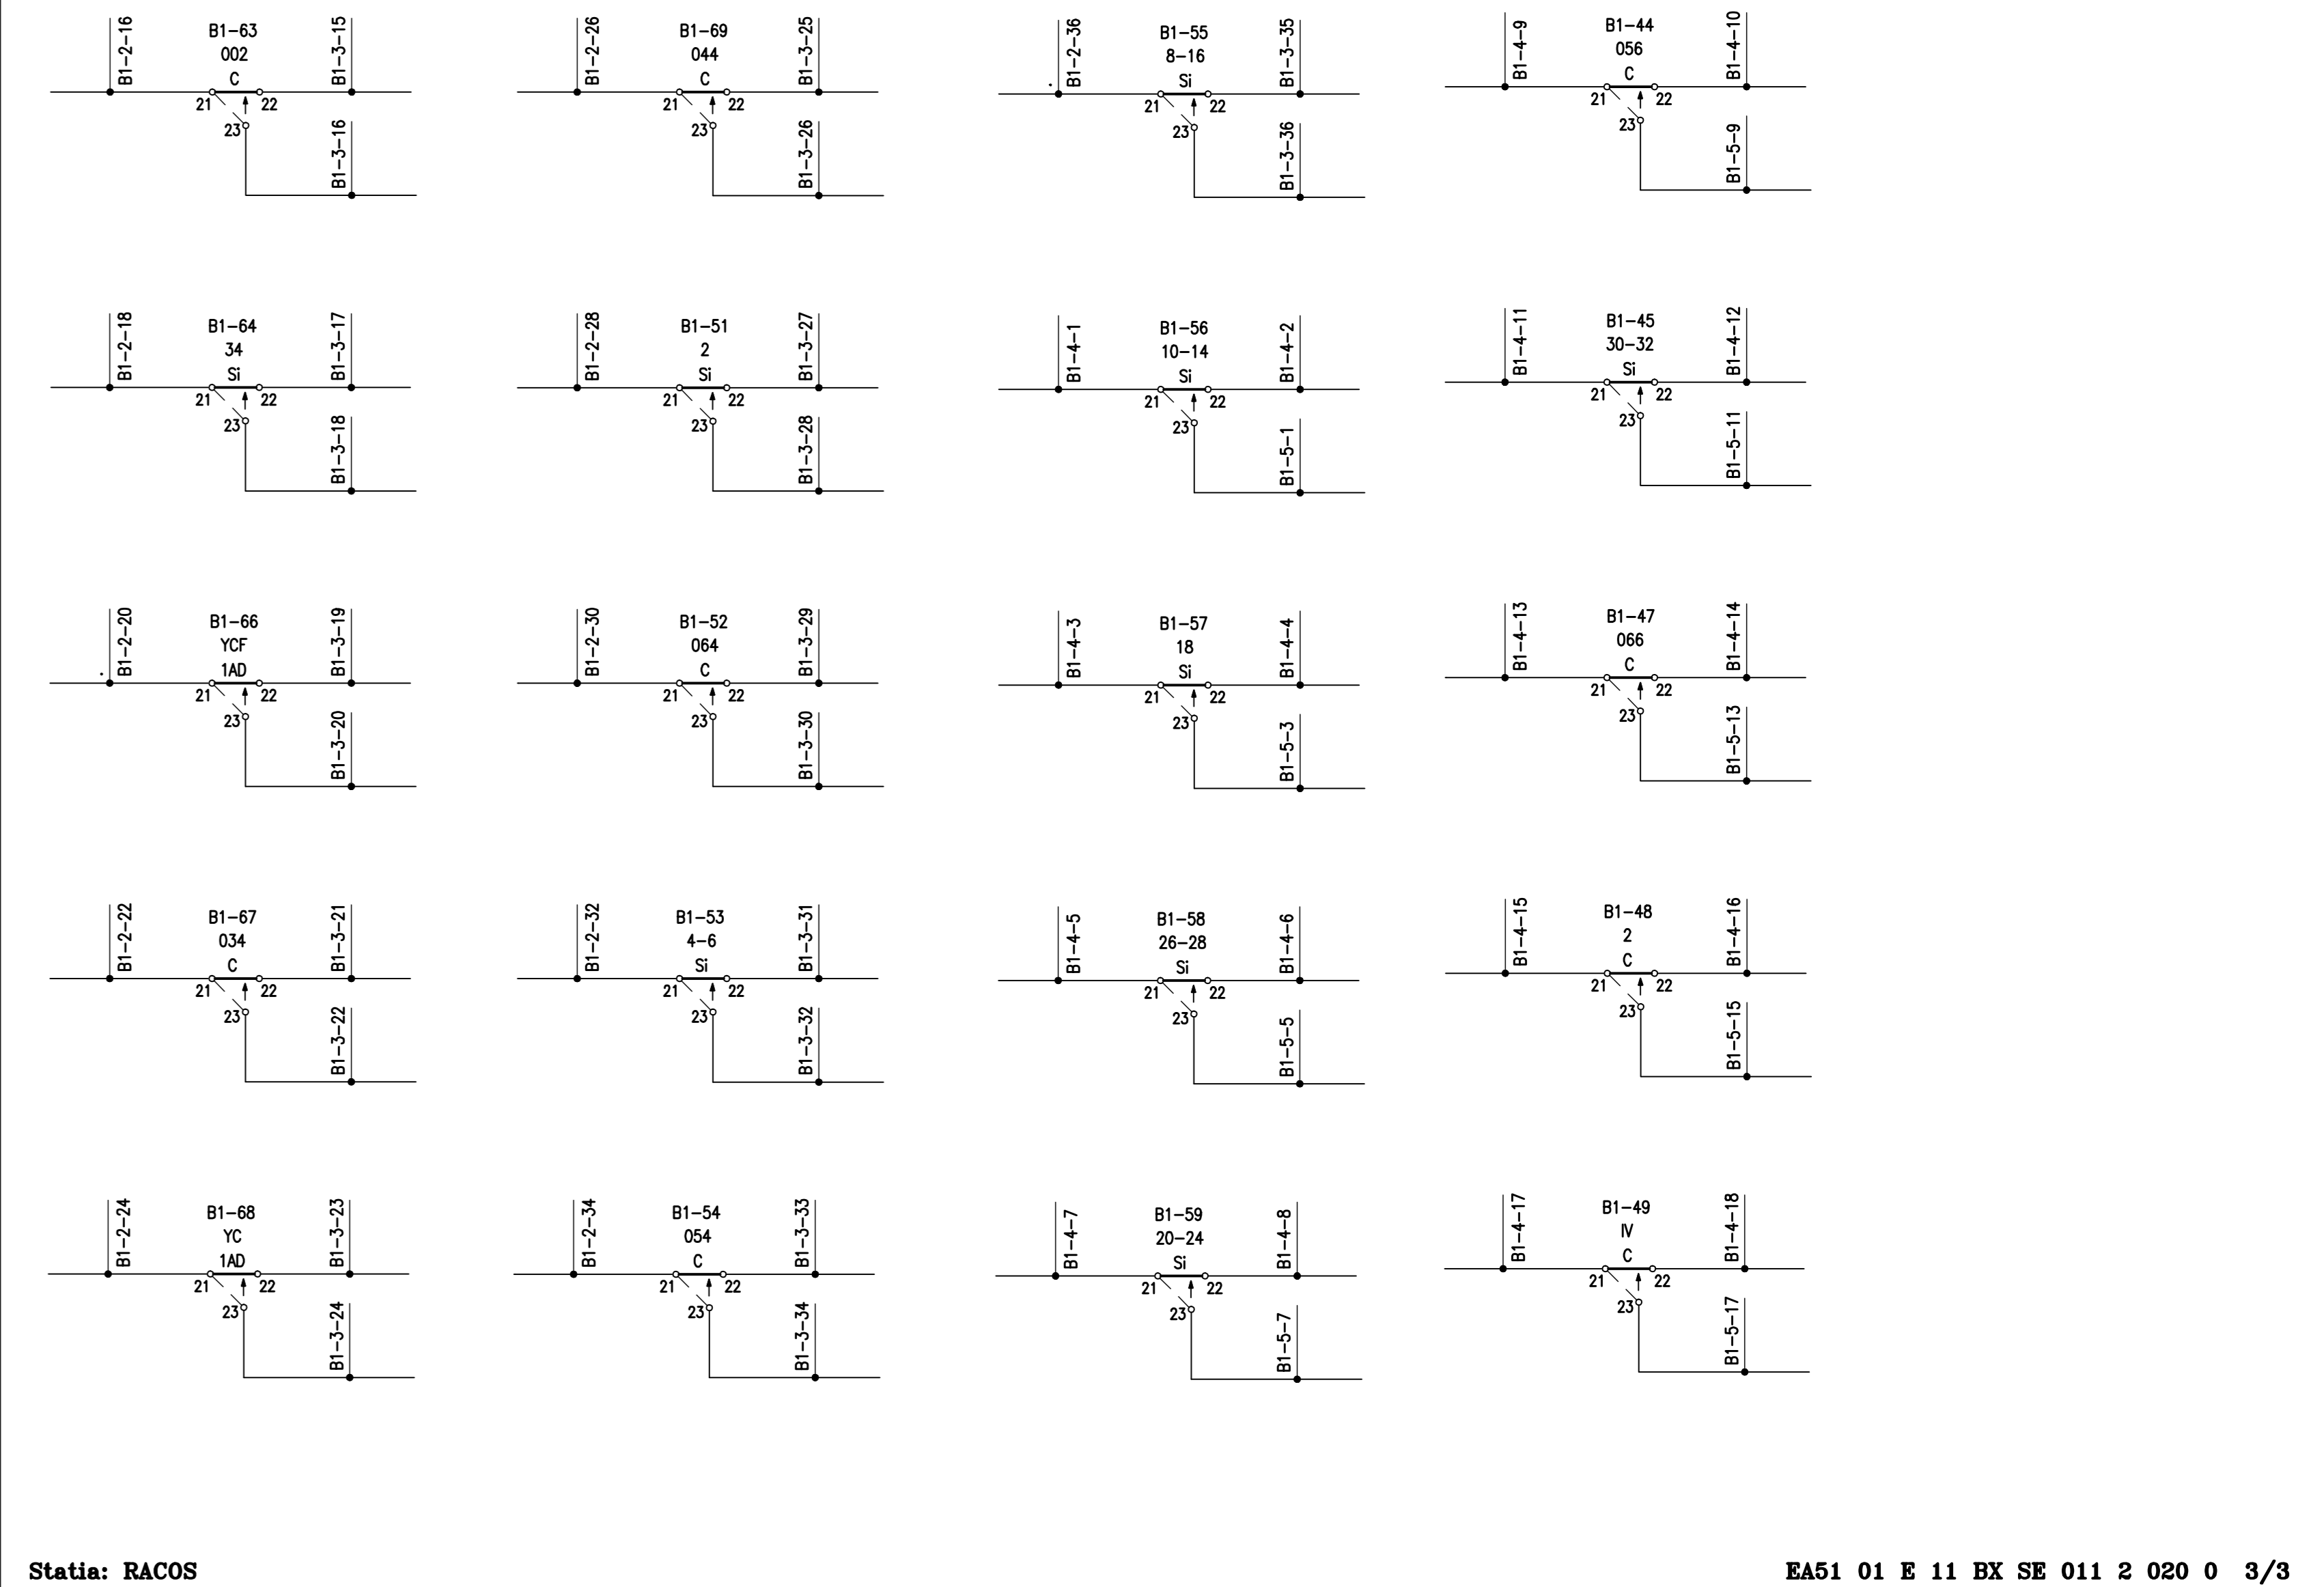 B1-2-16
B1-63
002
C
B1-3-15
21
22
23
B1-3-16
B1-2-26
B1-69
044
C
B1-3-25
21
22
23
B1-3-26
B1-2-36
B1-55
8-16
Si
B1-3-35
21
22
23
B1-3-36
B1-4-9
B1-44
056
C
B1-4-10
21
22
23
B1-5-9
B1-2-18
B1-64
34
Si
B1-3-17
21
22
23
B1-3-18
B1-2-28
B1-51
2
Si
B1-3-27
21
22
23
B1-3-28
B1-4-1
B1-56
10-14
Si
B1-4-2
21
22
23
B1-5-1
B1-4-11
B1-45
30-32
Si
B1-4-12
21
22
23
B1-5-11
B1-2-20
B1-66
YCF
1AD
B1-3-19
21
22
23
B1-3-20
B1-2-30
B1-52
064
C
B1-3-29
21
22
23
B1-3-30
B1-4-3
B1-57
18
Si
B1-4-4
21
22
23
B1-5-3
B1-4-13
B1-47
066
C
B1-4-14
21
22
23
B1-5-13
B1-2-22
B1-67
034
C
B1-3-21
21
22
23
B1-3-22
B1-2-32
B1-53
4-6
Si
B1-3-31
21
22
23
B1-3-32
B1-4-5
B1-58
26-28
Si
B1-4-6
21
22
23
B1-5-5
B1-4-15
B1-48
2
C
B1-4-16
21
22
23
B1-5-15
B1-2-24
B1-68
YC
1AD
B1-3-23
21
22
23
B1-3-24
B1-2-34
B1-54
054
C
B1-3-33
21
22
23
B1-3-34
B1-4-7
B1-59
20-24
Si
B1-4-8
21
22
23
B1-5-7
B1-4-17
B1-49
IV
C
B1-4-18
21
22
23
B1-5-17
Statia: RACOS
EA51 01 E 11 BX SE 011 2 020 0 3/3